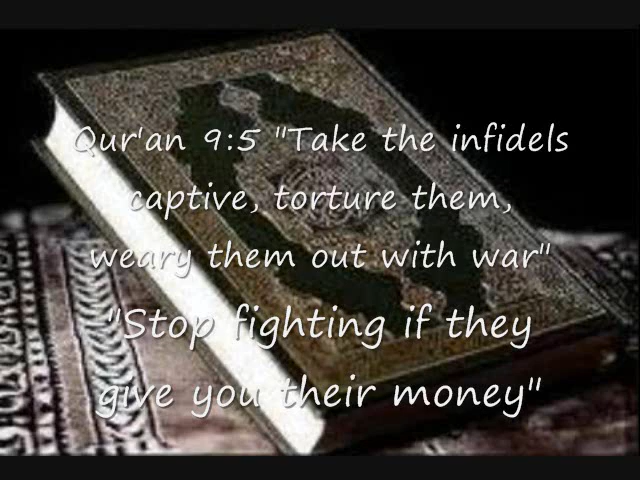 Qur'an 9:5 "Take the infidels
captive, torture them,
weary them out with war"
"Stop fighting if they
give you their money"